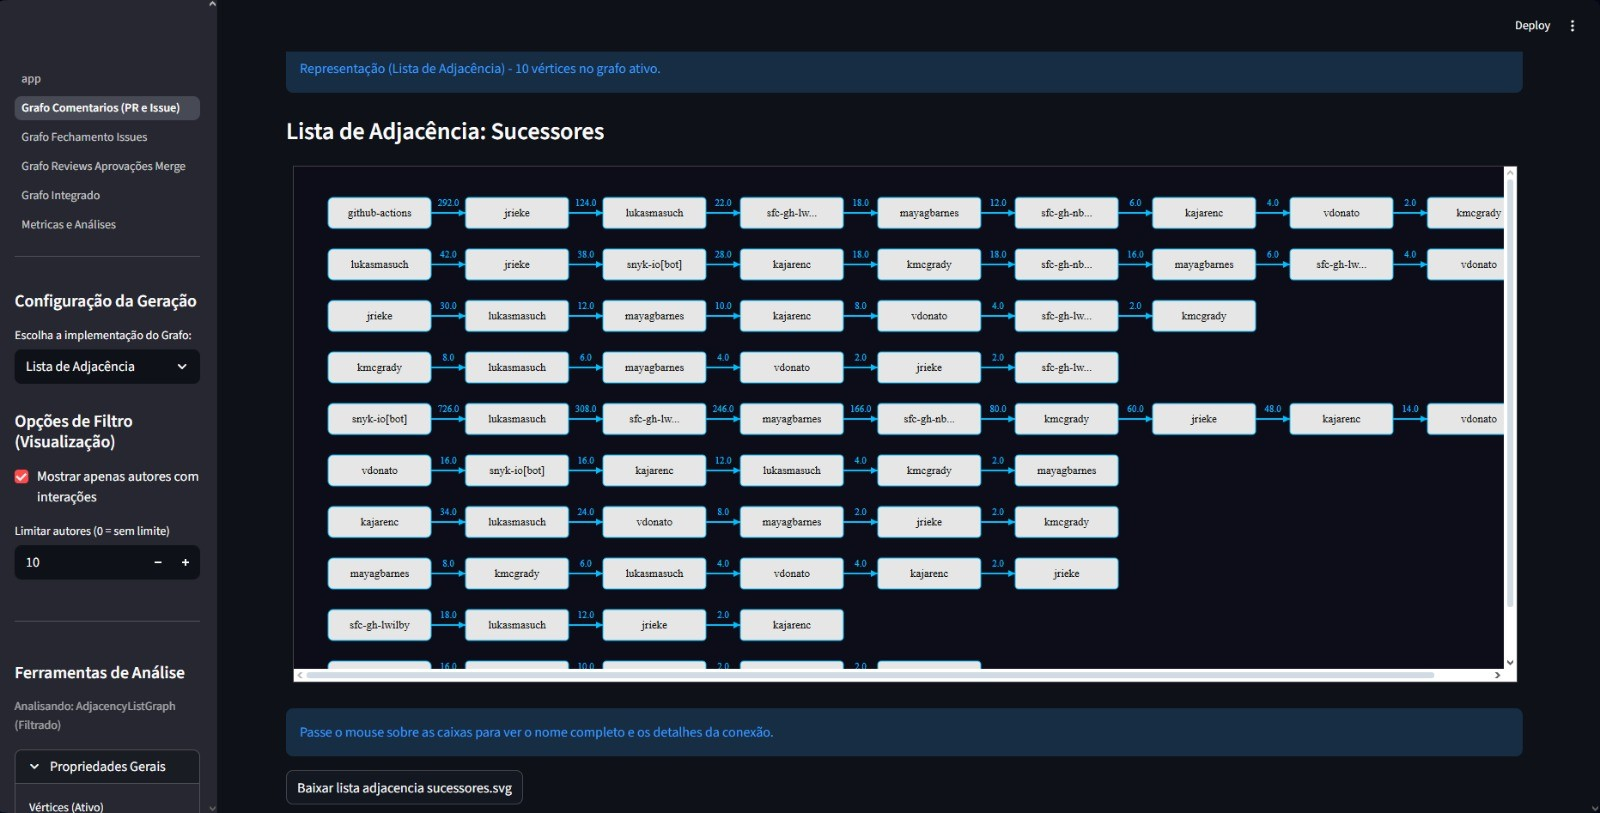 Deploy
app
Grafo Comentarios (PR e Issue)
Grafo Fechamento Issues
Grafo Reviews Aprovações Merge
Grafo Integrado
Metricas e Análises
Configuração da Geração
Escolha a implementação do Grafo:
Lista de Adjacência
Opções de Filtro
(Visualização)
Mostrar apenas autores com
interações
Limitar autores (0 = sem limite)
10
Ferramentas de Análise
Analisando: AdjacencyListGraph
(Filtrado)
Propriedades Gerais
Vértices (Ativo)
Representação (Lista de Adjacência) - 10 vértices no grafo ativo.
Lista de Adjacência: Sucessores
github-actions 292.0 jrieke 124.0 lukasmasuch 22.0 sfc-gh-lw... 18.0 mayagbarnes 12.0 sfc-gh-nb... 6.0 kajarenc 4.0 vdonato 2.0 kmcgrady
lukasmasuch 42.0 jrieke 38.0 snyk-io[bot] 28.0 kajarenc 18.0 kmcgrady 18.0 sfc-gh-nb... 16.0 mayagbarnes 6.0 sfc-gh-lw... 4.0 vdonato
jrieke 30.0 lukasmasuch 12.0 mayagbarnes 10.0 kajarenc 8.0 vdonato 4.0 sfc-gh-lw... 2.0 kmcgrady
kmcgrady 8.0 lukasmasuch 6.0 mayagbarnes 4.0 vdonato 2.0 jrieke 2.0 sfc-gh-lw...
snyk-io[bot] 726.0 lukasmasuch 308.0 sfc-gh-lw... 246.0 mayagbarnes 166.0 sfc-gh-nb... 80.0 kmcgrady 60.0 jrieke 48.0 kajarenc 14.0 vdonato
vdonato 16.0 snyk-io[bot] 16.0 kajarenc 12.0 lukasmasuch 4.0 kmcgrady 2.0 mayagbarnes
kajarenc 34.0 lukasmasuch 24.0 vdonato 8.0 mayagbarnes 2.0 jrieke 2.0 kmcgrady
mayagbarnes 8.0 kmcgrady 6.0 lukasmasuch 4.0 vdonato 4.0 kajarenc 2.0 jrieke
sfc-gh-lwilby 18.0 lukasmasuch 12.0 jrieke 2.0 kajarenc
16.0 10.0 2.0 2.0
Passe o mouse sobre as caixas para ver o nome completo e os detalhes da conexão.
Baixar lista adjacencia sucessores.svg